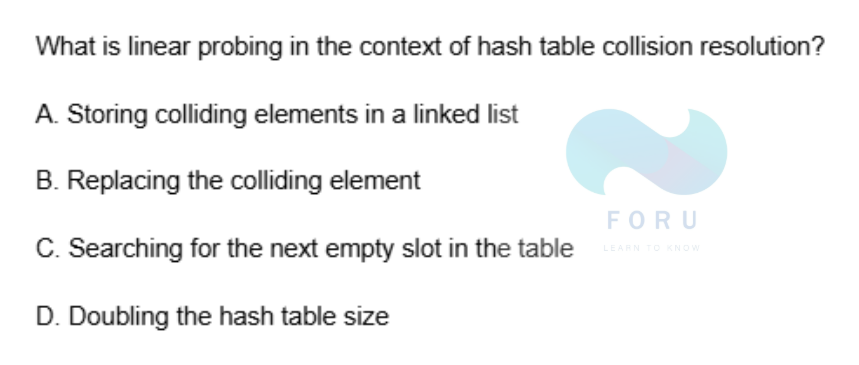 What is linear probing in the context of hash table collision resolution?
A. Storing colliding elements in a linked list
B. Replacing the colliding element
FORU
C. Searching for the next empty slot in the table
LEARN TO KNOW
D. Doubling the hash table size